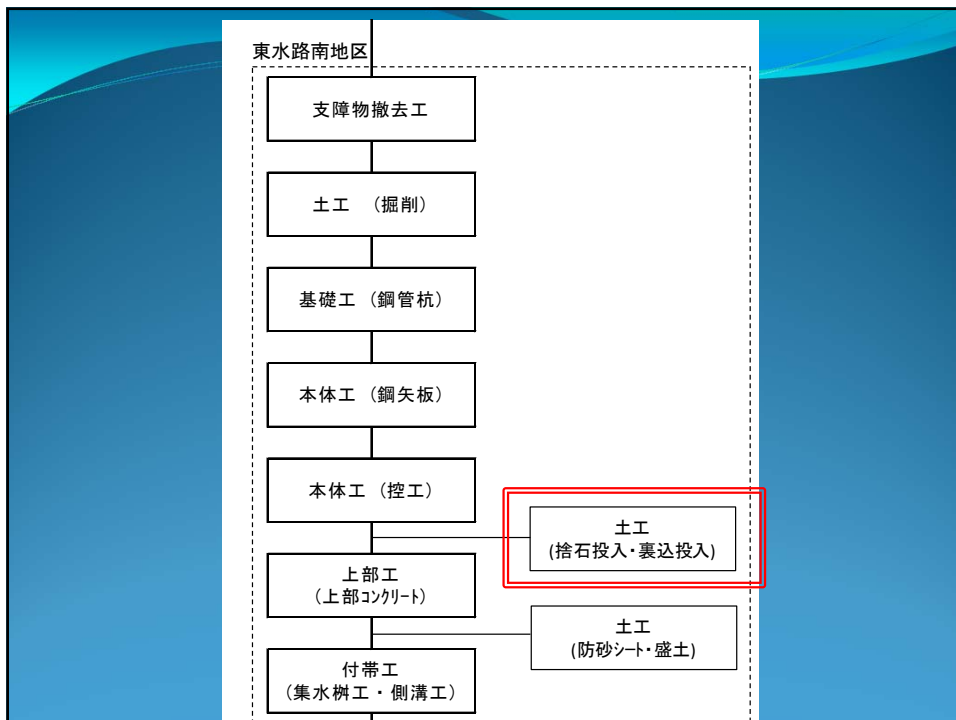 東水路南地区
支障物撤去工
土工　（掘削）
基礎工（鋼管杭）
本体工（鋼矢板）
本体工（控工）
土工
(捨石投入・裏込投入)
上部工
（上部ｺﾝｸﾘｰﾄ）
土工
(防砂ｼｰﾄ・盛土)
付帯工
（集水桝工・側溝工）